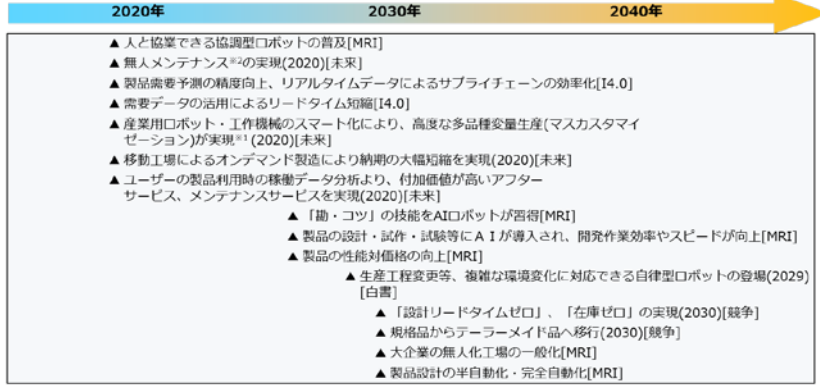 2020年 2030年 2040年
▲ 人と協業できる協調型ロボットの普及[MRI]
▲ 無人メンテナンス※2の実現(2020)[未来]
▲ 製品需要予測の精度向上、リアルタイムデータによるサプライチェーンの効率化[I4.0]
▲ 需要データの活用によるリードタイム短縮[I4.0]
▲ 産業用ロボット・工作機械のスマート化により、高度な多品種変量生産(マスカスタマイ
ゼーション)が実現※1 (2020)[未来]
▲ 移動工場によるオンデマンド製造により納期の大幅短縮を実現(2020)[未来]
▲ ユーザーの製品利用時の稼働データ分析より、付加価値が高いアフター
サービス、メンテナンスサービスを実現(2020)[未来]
▲ 「勘・コツ」の技能をAIロボットが習得[MRI]
▲ 製品の設計・試作・試験等にＡＩが導入され、開発作業効率やスピードが向上[MRI]
▲ 製品の性能対価格の向上[MRI]
▲ 生産工程変更等、複雑な環境変化に対応できる自律型ロボットの登場(2029)
[白書]
▲ 「設計リードタイムゼロ」、「在庫ゼロ」の実現(2030)[競争]
▲ 規格品からテーラーメイド品へ移行(2030)[競争]
▲ 大企業の無人化工場の一般化[MRI]
▲ 製品設計の半自動化・完全自動化[MRI]